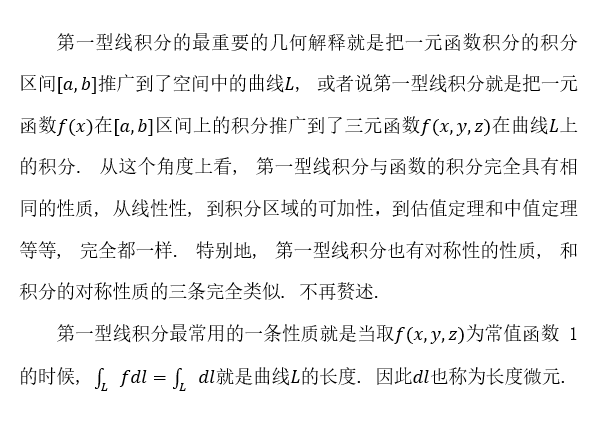 第一型线积分的最重要的几何解释就是把一元函数积分的积分
区间[a, b]推广到了空间中的曲线L, 或者说第一型线积分就是把一元
函数f(x)在[a, b]区间上的积分推广到了三元函数f(x, y, z)在曲线L上
的积分. 从这个角度上看, 第一型线积分与函数的积分完全具有相
同的性质, 从线性性, 到积分区域的可加性, 到估值定理和中值定理
等等, 完全都一样. 特别地, 第一型线积分也有对称性的性质, 和
积分的对称性质的三条完全类似. 不再赘述.
第一型线积分最常用的一条性质就是当取f(x, y, z)为常值函数 1
的时候, ∫_L fdl = ∫_L dl就是曲线L的长度. 因此dl也称为长度微元.